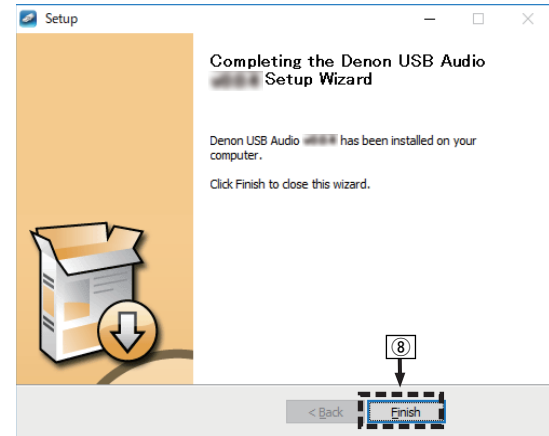 Setup
Completing the Denon USB Audio
Setup Wizard
Denon USB Audio has been installed on your
computer.
Click Finish to close this wizard.
⑧
< Back
Finish